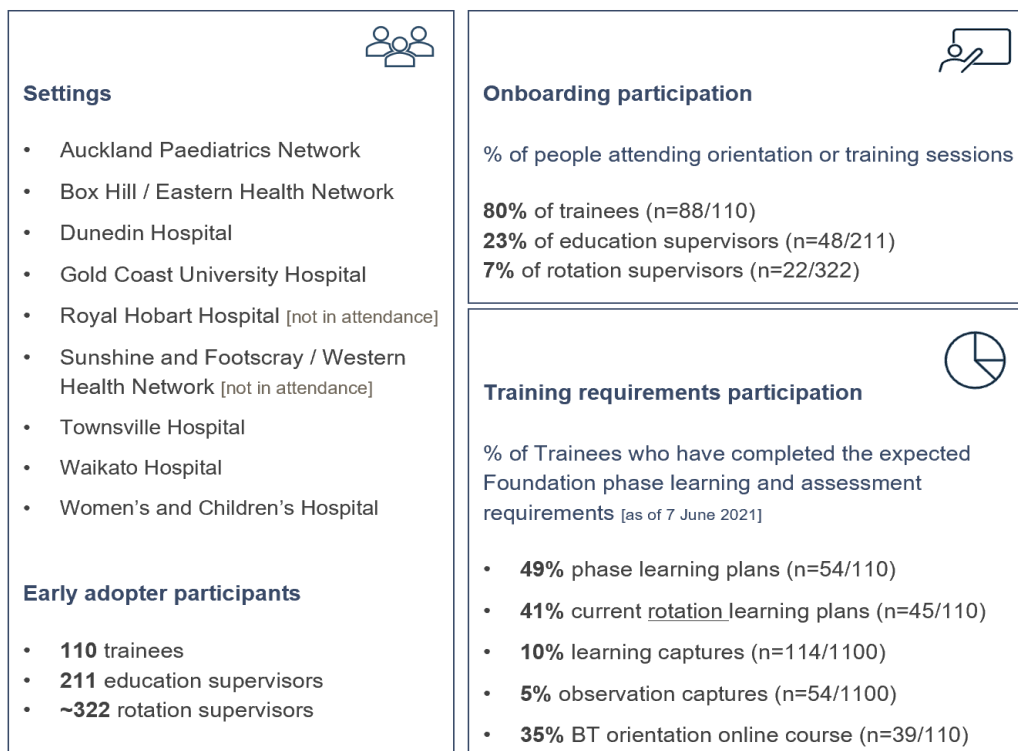 Settings
• Auckland Paediatrics Network
• Box Hill / Eastern Health Network
• Dunedin Hospital
• Gold Coast University Hospital
• Royal Hobart Hospital [not in attendance]
• Sunshine and Footscray / Western
Health Network [not in attendance]
• Townsville Hospital
• Waikato Hospital
• Women’s and Children’s Hospital
Early adopter participants
• 110 trainees
• 211 education supervisors
• ~322 rotation supervisors
Onboarding participation
% of people attending orientation or training sessions
80% of trainees (n=88/110)
23% of education supervisors (n=48/211)
7% of rotation supervisors (n=22/322)
Training requirements participation
% of Trainees who have completed the expected
Foundation phase learning and assessment
requirements [as of 7 June 2021]
• 49% phase learning plans (n=54/110)
• 41% current rotation learning plans (n=45/110)
• 10% learning captures (n=114/1100)
• 5% observation captures (n=54/1100)
• 35% BT orientation online course (n=39/110)